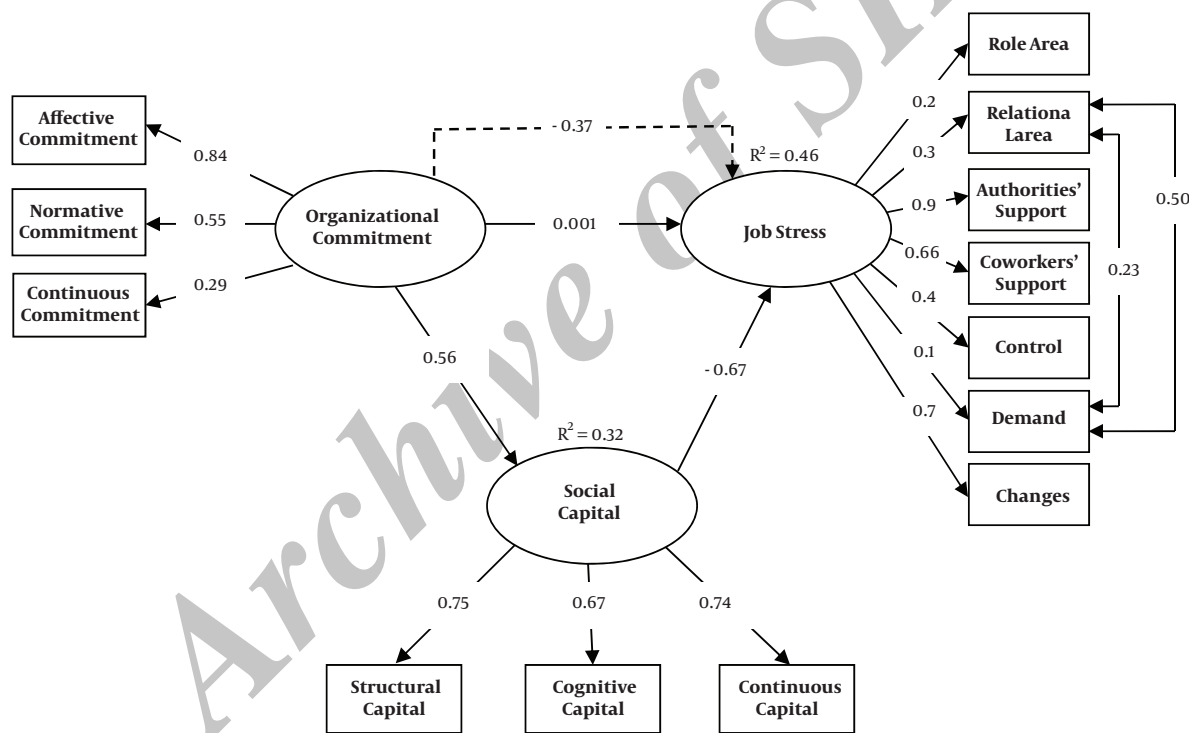 Affective
Commitment
0.84
Normative
Commitment
0.55
Continuous
Commitment
0.29
Organizational
Commitment
- 0.37
0.001
R² = 0.46
Job Stress
0.56
- 0.67
R² = 0.32
Social
Capital
0.75
0.67
0.74
Structural
Capital
Cognitive
Capital
Continuous
Capital
0.2
0.3
0.9
0.66
0.4
0.1
0.7
Role Area
Relationa
Larea
Authorities’
Support
Coworkers’
Support
Control
Demand
Changes
0.23
0.50
Archive of